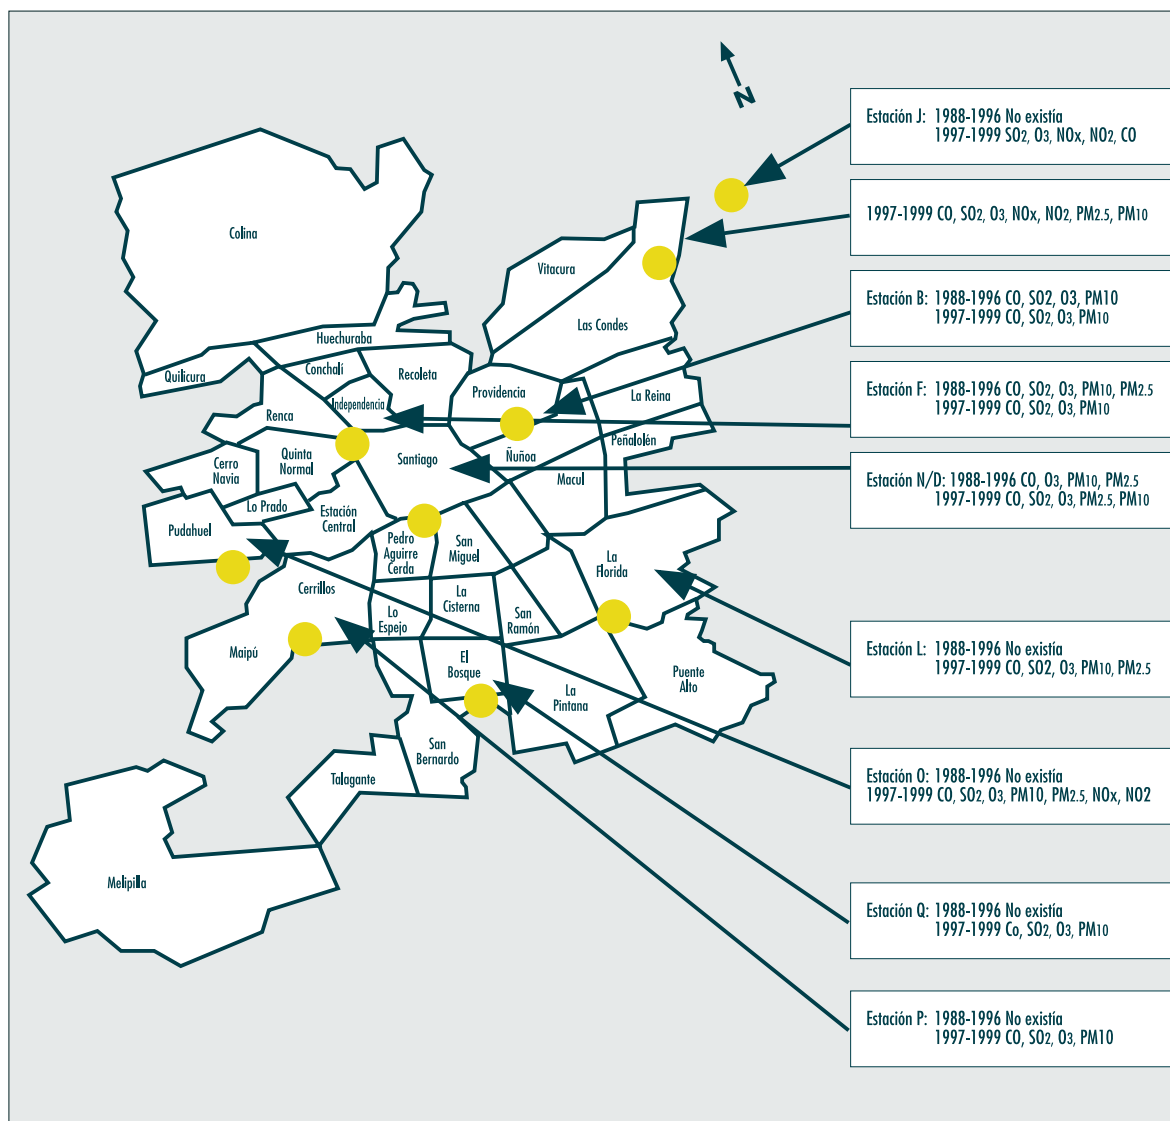 N
Estación J: 1988-1996 No existía
1997-1999 SO2, O3, NOx, NO2, CO
1997-1999 CO, SO2, O3, NOx, NO2, PM2.5, PM10
Estación B: 1988-1996 CO, SO2, O3, PM10
1997-1999 CO, SO2, O3, PM10
Estación F: 1988-1996 CO, SO2, O3, PM10, PM2.5
1997-1999 CO, SO2, O3, PM10
Estación N/D: 1988-1996 CO, O3, PM10, PM2.5
1997-1999 CO, SO2, O3, PM2.5, PM10
Estación L: 1988-1996 No existía
1997-1999 CO, SO2, O3, PM10, PM2.5
Estación O: 1988-1996 No existía
1997-1999 CO, SO2, O3, PM10, PM2.5, NOx, NO2
Estación Q: 1988-1996 No existía
1997-1999 Co, SO2, O3, PM10
Estación P: 1988-1996 No existía
1997-1999 CO, SO2, O3, PM10
Colina
Vitacura
Las Condes
Huechuraba
Quilicura
Conchalí
Recoleta
Providencia
La Reina
Renca
Independencia
Peñalolén
Cerro
Navia
Quinta
Normal
Santiago
Ñuñoa
Macul
Lo Prado
Estación
Central
Pudahuel
Pedro
Aguirre
Cerda
San
Miguel
La
Florida
Cerrillos
Lo
Espejo
La
Cisterna
San
Ramón
Maipú
El
Bosque
La
Pintana
Puente
Alto
San
Bernardo
Talagante
Melipilla